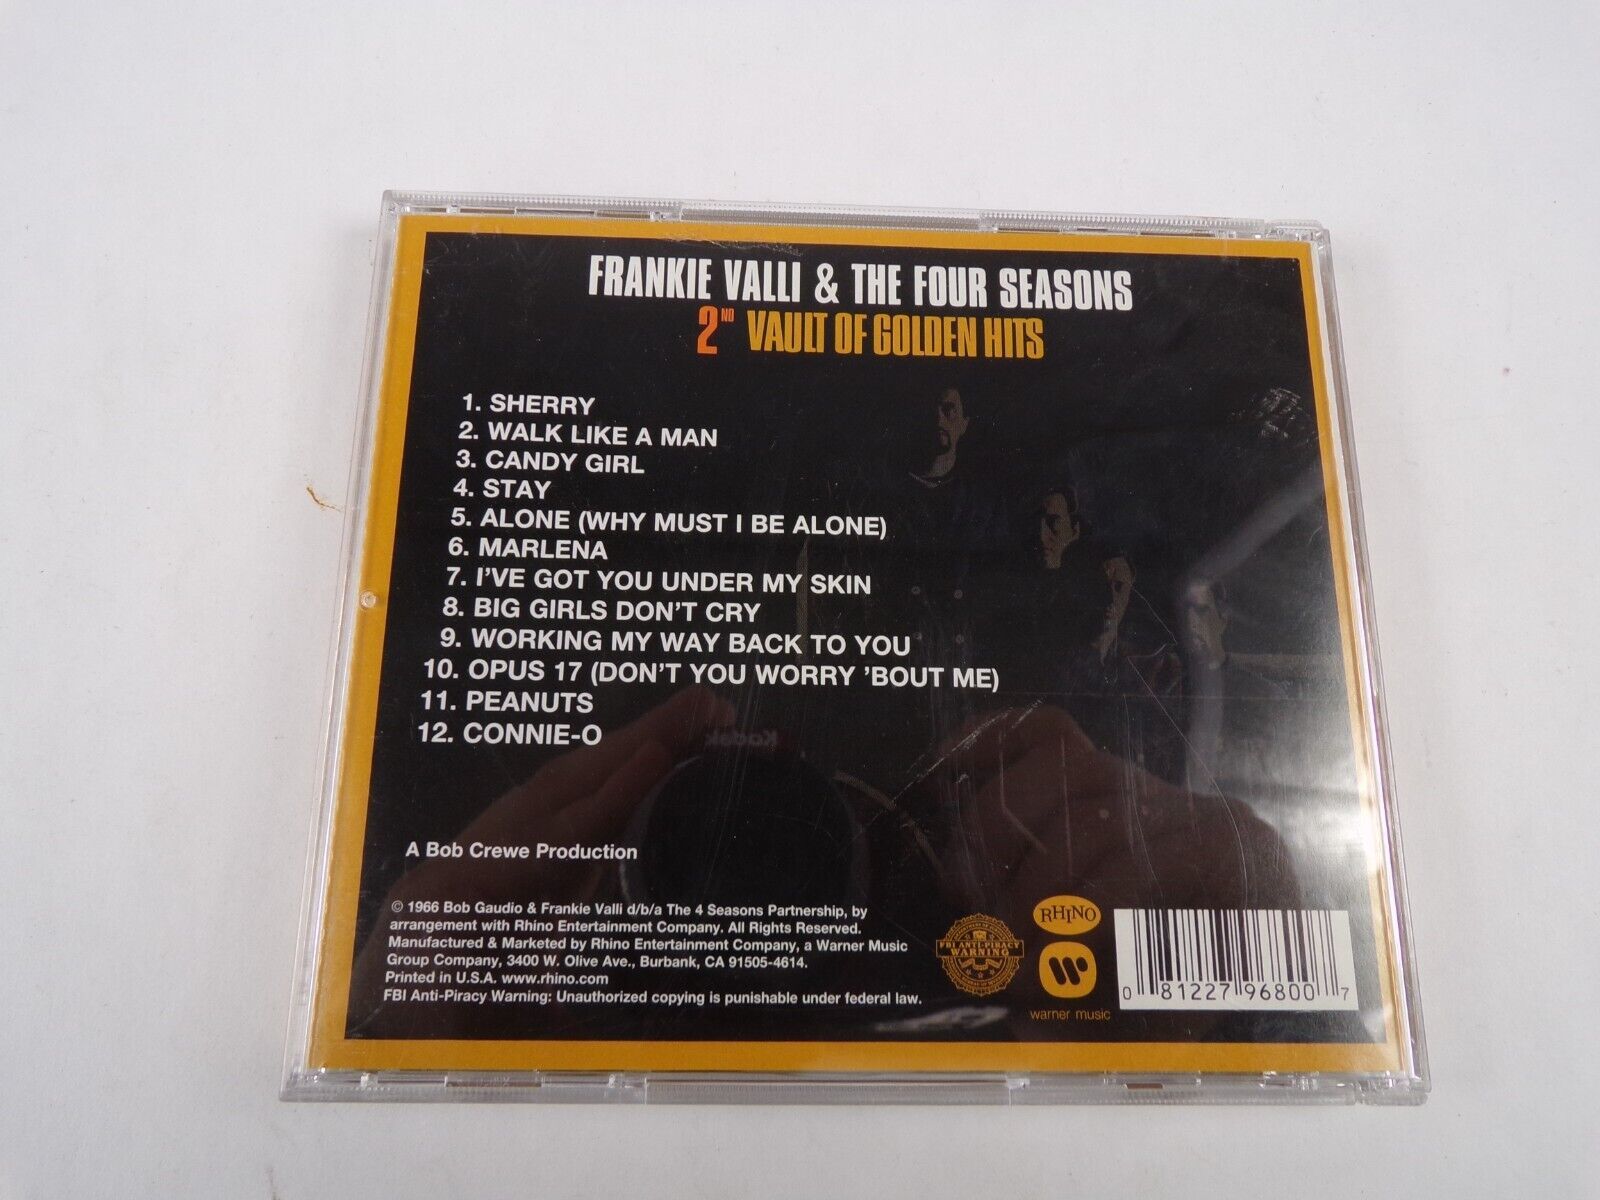 FRANKIE VALLI & THE FOUR SEASONS
2ND VAULT OF GOLDEN HITS
1. SHERRY
2. WALK LIKE A MAN
3. CANDY GIRL
4. STAY
5. ALONE (WHY MUST I BE ALONE)
6. MARLENA
7. I'VE GOT YOU UNDER MY SKIN
8. BIG GIRLS DON'T CRY
9. WORKING MY WAY BACK TO YOU
10. OPUS 17 (DON'T YOU WORRY 'BOUT ME)
11. PEANUTS
12. CONNIE-O
Kodak
A Bob Crewe Production
© 1966 Bob Gaudio & Frankie Valli d/b/a The 4 Seasons Partnership, by
arrangement with Rhino Entertainment Company. All Rights Reserved.
Manufactured & Marketed by Rhino Entertainment Company, a Warner Music
Group Company, 3400 W. Olive Ave., Burbank, CA 91505-4614.
Printed in U.S.A. www.rhino.com
FBI Anti-Piracy Warning: Unauthorized copying is punishable under federal law.
FBI ANTI-PIRACY
WARNING
RHINO
warner music
0 81227 96800 7